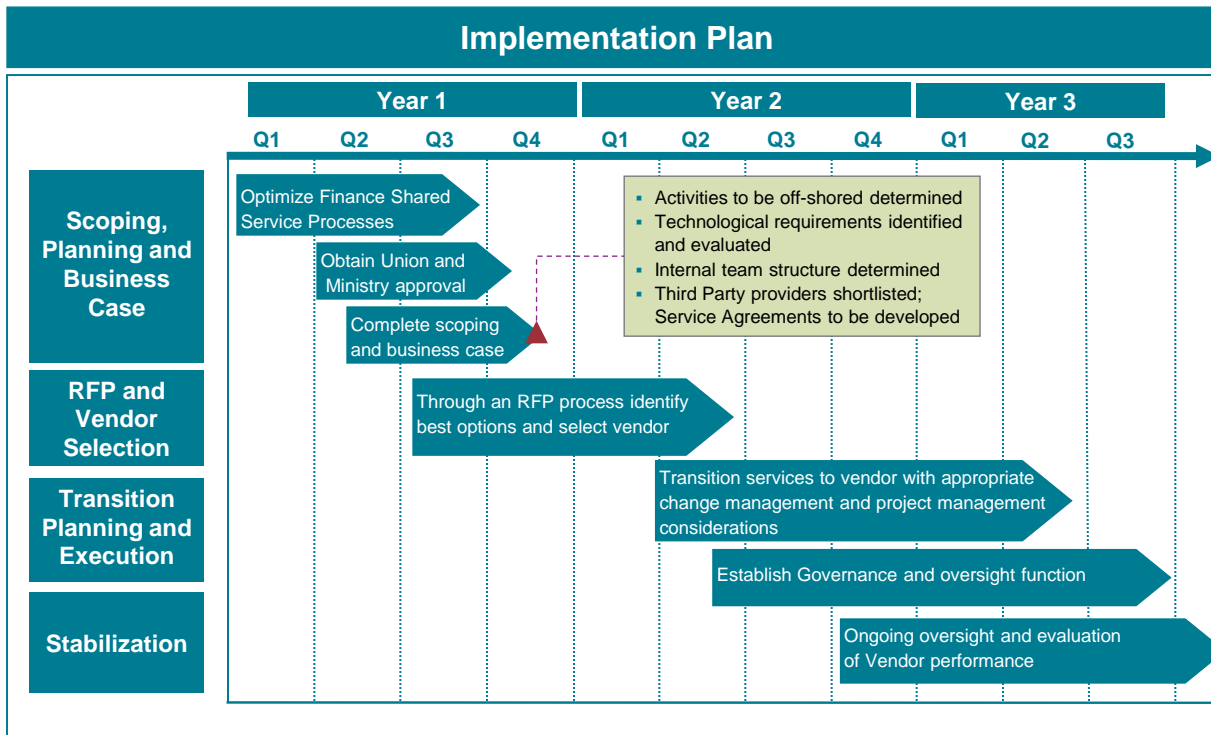 Implementation Plan
Year 1
Year 2
Year 3
Q1
Q2
Q3
Q4
Q1
Q2
Q3
Q4
Q1
Q2
Q3
Scoping,
Planning and
Business
Case
Optimize Finance Shared
Service Processes
Obtain Union and
Ministry approval
Complete scoping
and business case
▪ Activities to be off-shored determined
▪ Technological requirements identified
and evaluated
▪ Internal team structure determined
▪ Third Party providers shortlisted;
Service Agreements to be developed
RFP and
Vendor
Selection
Through an RFP process identify
best options and select vendor
Transition
Planning and
Execution
Transition services to vendor with appropriate
change management and project management
considerations
Establish Governance and oversight function
Stabilization
Ongoing oversight and evaluation
of Vendor performance